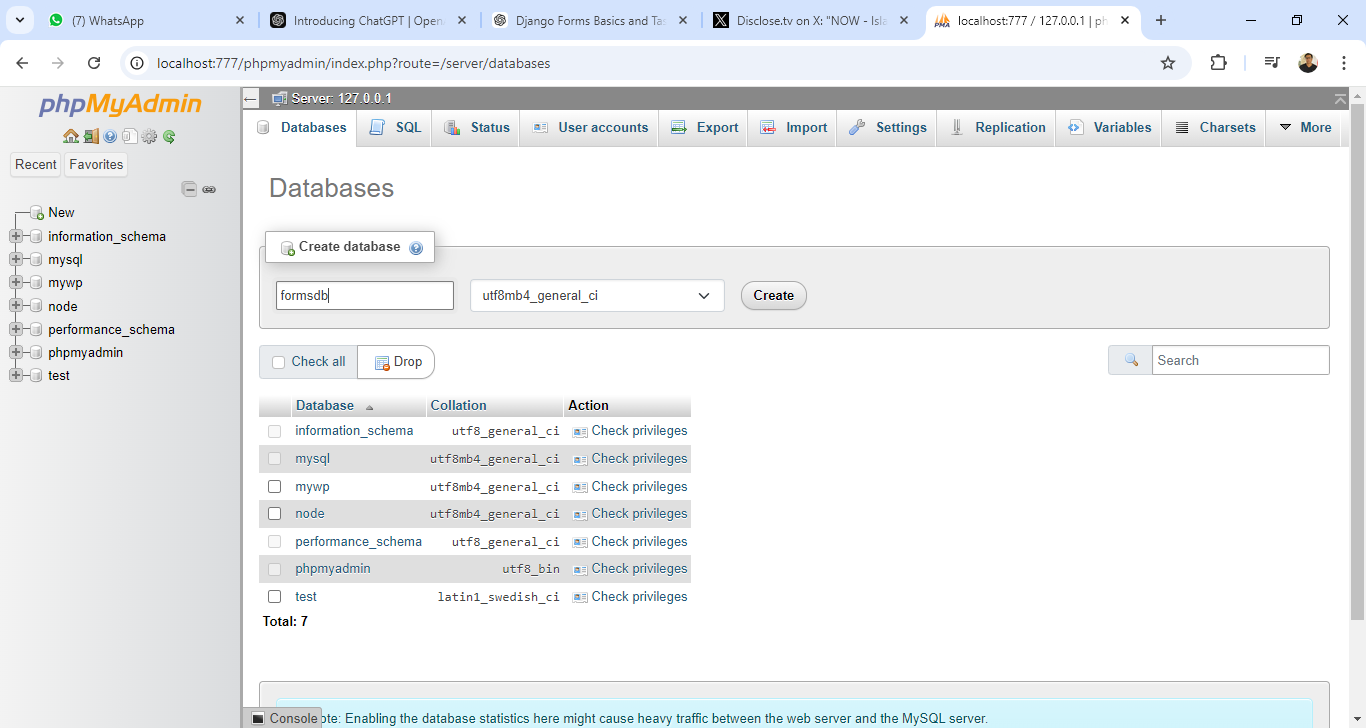 (7) WhatsApp
Introducing ChatGPT | Open
Django Forms Basics and Tas
Disclose.tv on X: "NOW - Isla
localhost:777 / 127.0.0.1 | ph
localhost:777/phpmyadmin/index.php?route=/server/databases
phpMyAdmin
Recent
Favorites
New
information_schema
mysql
mywp
node
performance_schema
phpmyadmin
test
Server: 127.0.0.1
Databases
SQL
Status
User accounts
Export
Import
Settings
Replication
Variables
Charsets
More
Databases
Create database
formsdb
utf8mb4_general_ci
Create
Check all
Drop
Search
Database Collation Action
information_schema utf8_general_ci Check privileges
mysql utf8mb4_general_ci Check privileges
mywp utf8mb4_general_ci Check privileges
node utf8mb4_general_ci Check privileges
performance_schema utf8_general_ci Check privileges
phpmyadmin utf8_bin Check privileges
test latin1_swedish_ci Check privileges
Total: 7
Console
ote: Enabling the database statistics here might cause heavy traffic between the web server and the MySQL server.